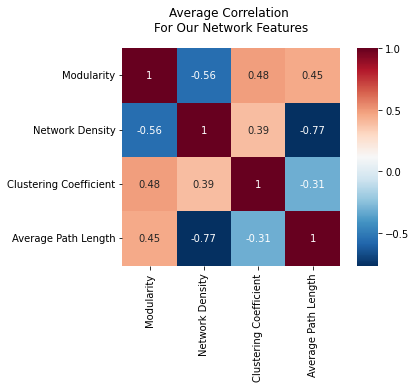 Average Correlation
For Our Network Features
Modularity 1 -0.56 0.48 0.45
Network Density -0.56 1 0.39 -0.77
Clustering Coefficient 0.48 0.39 1 -0.31
Average Path Length 0.45 -0.77 -0.31 1
Modularity
Network Density
Clustering Coefficient
Average Path Length
1.0
0.5
0.0
−0.5